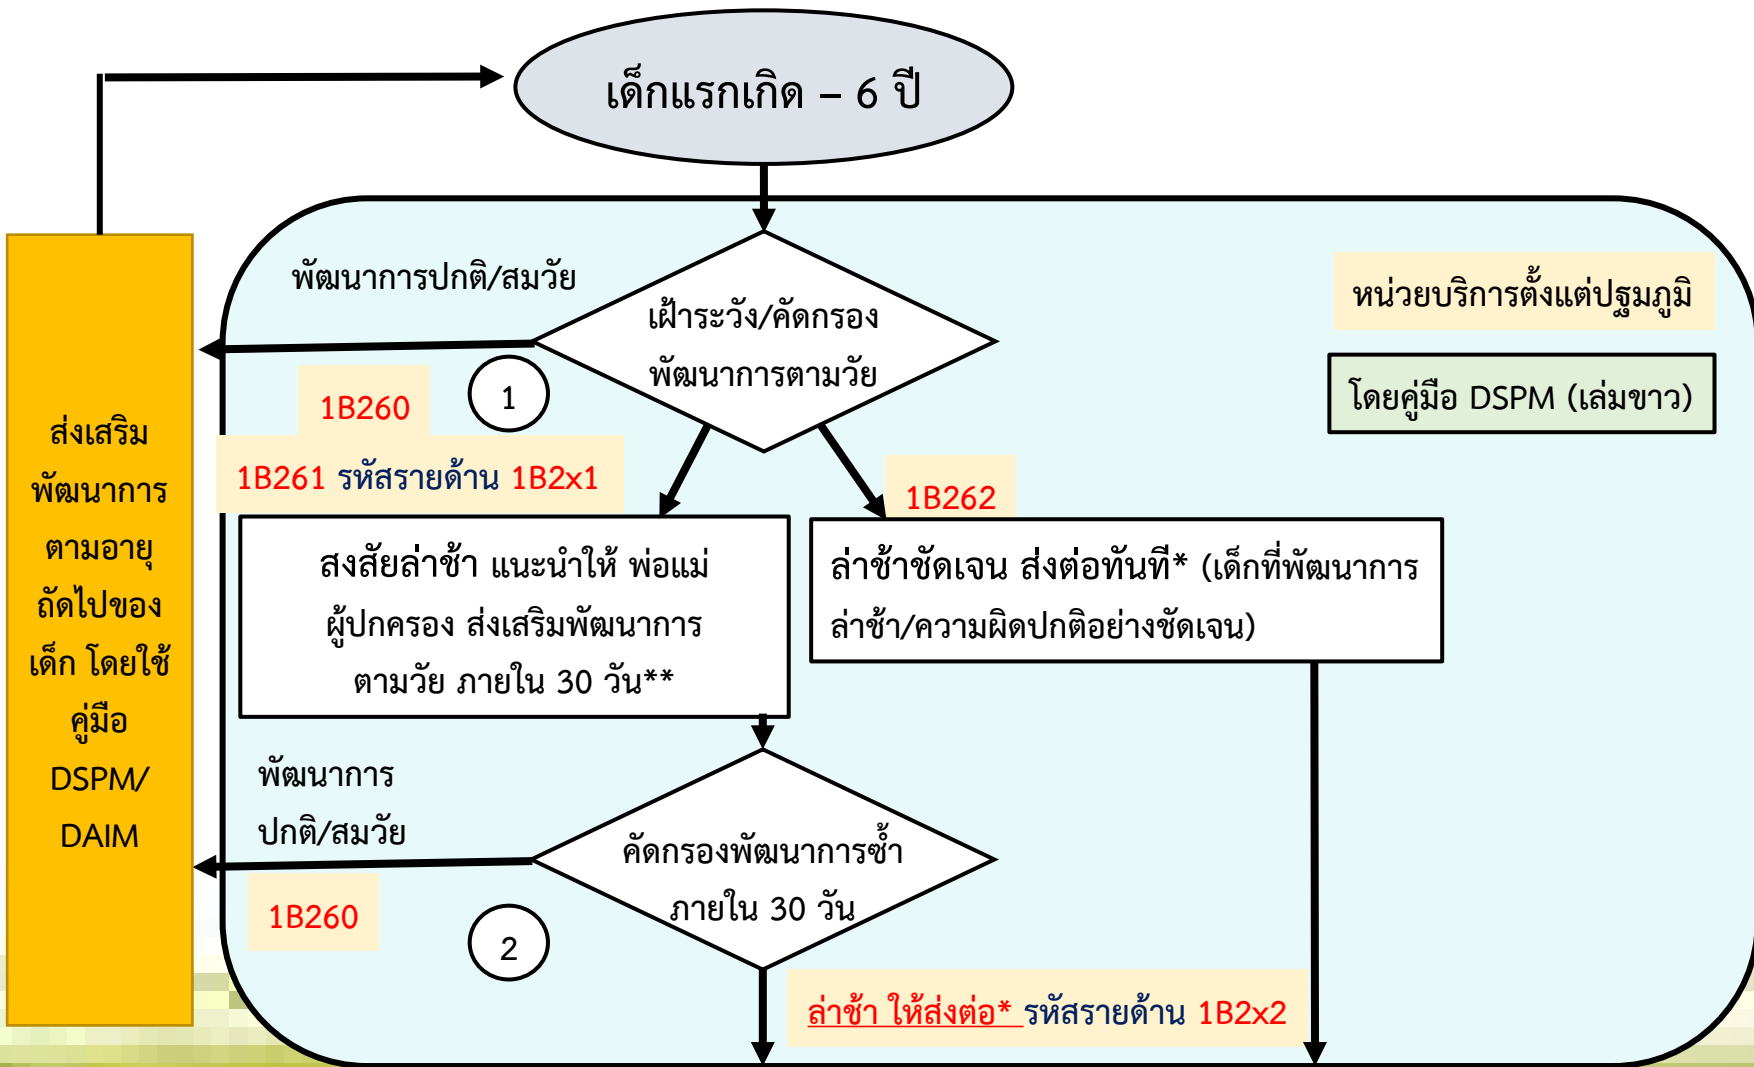 เด็กแรกเกิด – 6 ปี
พัฒนาการปกติ/สมวัย
เฝ้าระวัง/คัดกรอง
พัฒนาการตามวัย
หน่วยบริการตั้งแต่ปฐมภูมิ
โดยคู่มือ DSPM (เล่มขาว)
1B260
1
1B261 รหัสรายด้าน 1B2x1
1B262
ส่งเสริม
พัฒนาการ
ตามอายุ
ถัดไปของ
เด็ก โดยใช้
คู่มือ
DSPM/
DAIM
สงสัยล่าช้า แนะนำให้ พ่อแม่
ผู้ปกครอง ส่งเสริมพัฒนาการ
ตามวัย ภายใน 30 วัน**
ล่าช้าชัดเจน ส่งต่อทันที* (เด็กที่พัฒนาการ
ล่าช้า/ความผิดปกติอย่างชัดเจน)
พัฒนาการ
ปกติ/สมวัย
คัดกรองพัฒนาการซ้ำ
ภายใน 30 วัน
1B260
2
ล่าช้า ให้ส่งต่อ* รหัสรายด้าน 1B2x2